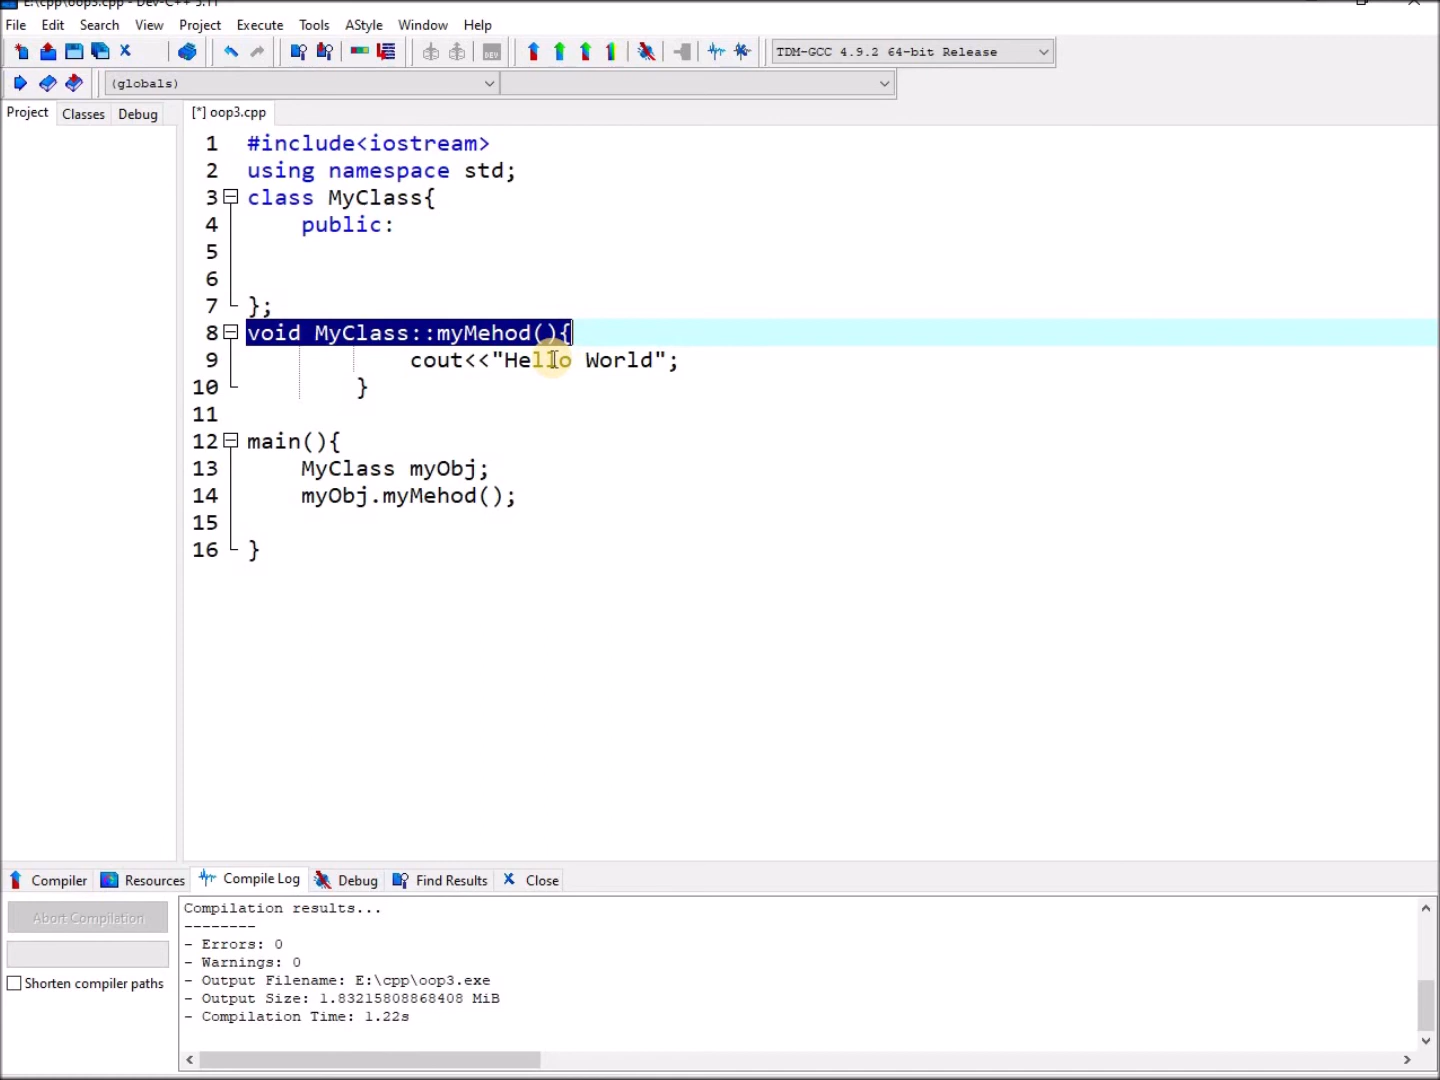 E:\cpp\oop3.cpp - Dev-C++ 5.11
File Edit Search View Project Execute Tools AStyle Window Help
DEV
TDM-GCC 4.9.2 64-bit Release
(globals)
Project Classes Debug
[*] oop3.cpp
1 #include<iostream>
2 using namespace std;
3 class MyClass{
4 public:
5
6
7 };
8 void MyClass::myMehod(){
9 cout<<"Hello World";
10 }
11
12 main(){
13 MyClass myObj;
14 myObj.myMehod();
15
16 }
Compiler Resources Compile Log Debug Find Results Close
Abort Compilation
Shorten compiler paths
Compilation results...
--------
- Errors: 0
- Warnings: 0
- Output Filename: E:\cpp\oop3.exe
- Output Size: 1.83215808868408 MiB
- Compilation Time: 1.22s